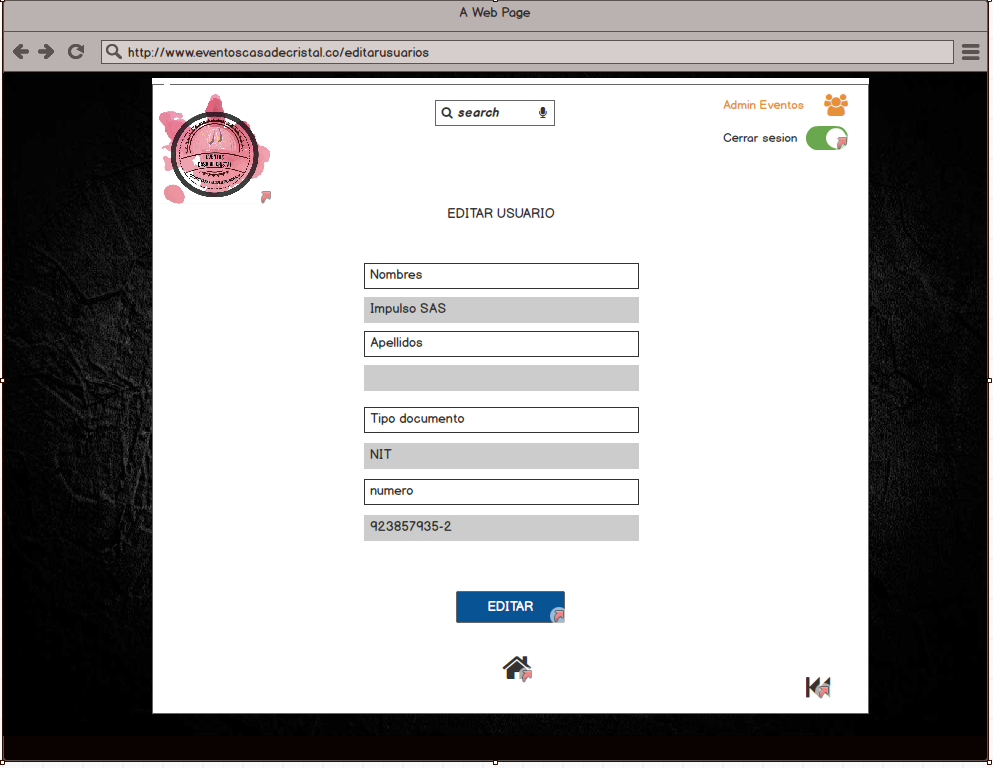 A Web Page
http://www.eventoscasadecristal.co/editarusuarios
search
Admin Eventos
Cerrar sesion
EVENTOS
EDITAR USUARIO
Nombres
Impulso SAS
Apellidos
Tipo documento
NIT
numero
923857935-2
EDITAR